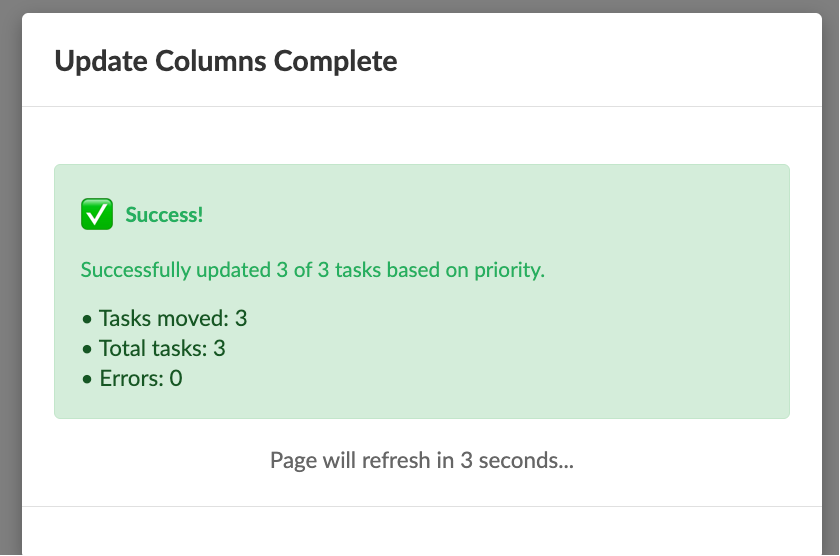 Update Columns Complete
✅ Success!
Successfully updated 3 of 3 tasks based on priority.
• Tasks moved: 3
• Total tasks: 3
• Errors: 0
Page will refresh in 3 seconds...